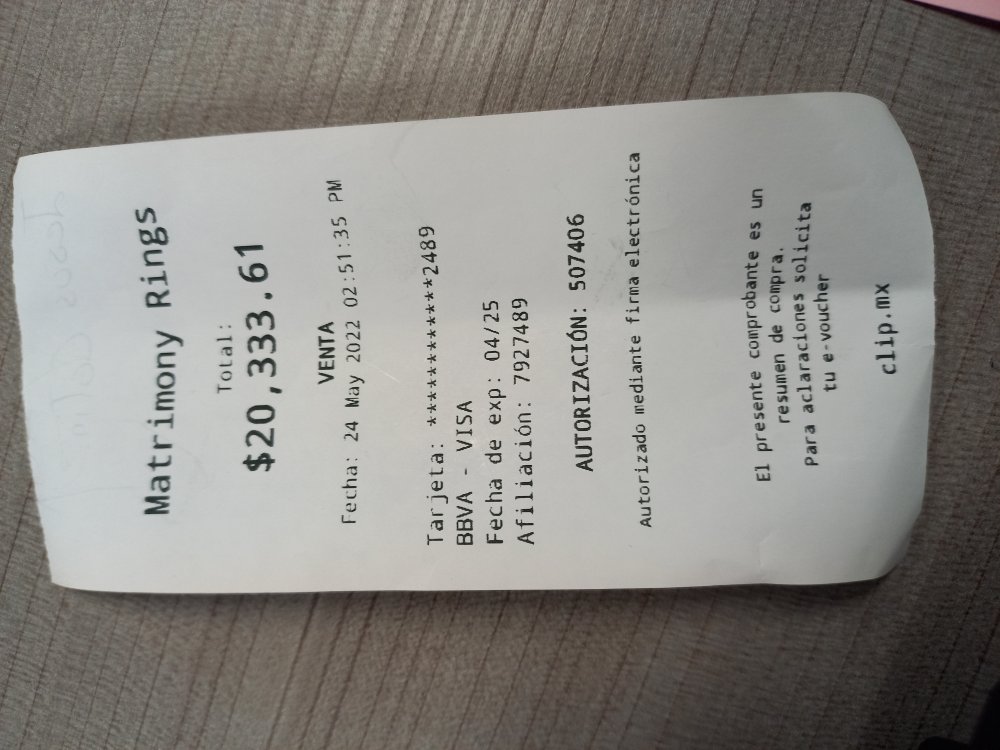 Matrimony Rings
Total:
$20,333.61
VENTA
Fecha: 24 May 2022 02:51:35 PM
Tarjeta: ************2489
BBVA - VISA
Fecha de exp: 04/25
Afiliación: 7927489
AUTORIZACIÓN: 507406
Autorizado mediante firma electrónica
El presente comprobante es un
resumen de compra.
Para aclaraciones solicita
tu e-voucher
clip.mx